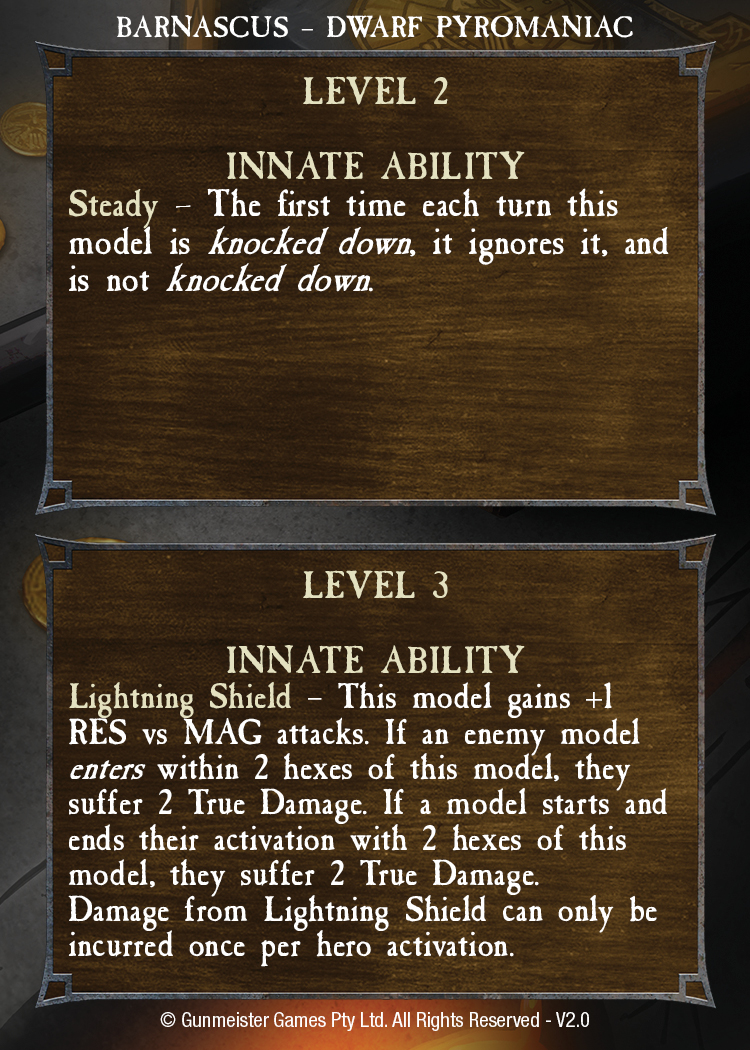 BARNASCUS – DWARF PYROMANIAC
LEVEL 2
INNATE ABILITY
Steady – The first time each turn this
model is knocked down, it ignores it, and
is not knocked down.
LEVEL 3
INNATE ABILITY
Lightning Shield – This model gains +1
RES vs MAG attacks. If an enemy model
enters within 2 hexes of this model, they
suffer 2 True Damage. If a model starts and
ends their activation with 2 hexes of this
model, they suffer 2 True Damage.
Damage from Lightning Shield can only be
incurred once per hero activation.
© Gunmeister Games Pty Ltd. All Rights Reserved - V2.0